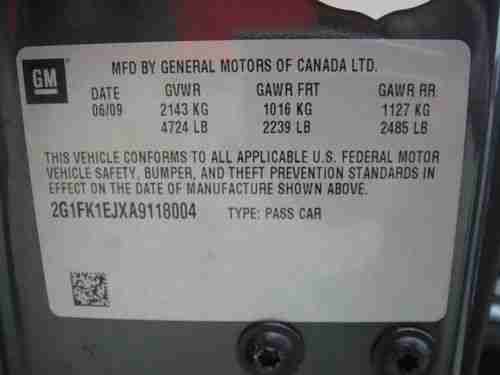 GM
MFD BY GENERAL MOTORS OF CANADA LTD.
DATE GVWR GAWR FRT GAWR RR
06/09 2143 KG 1016 KG 1127 KG
4724 LB 2239 LB 2485 LB
THIS VEHICLE CONFORMS TO ALL APPLICABLE U.S. FEDERAL MOTOR
VEHICLE SAFETY, BUMPER, AND THEFT PREVENTION STANDARDS IN
EFFECT ON THE DATE OF MANUFACTURE SHOWN ABOVE.
2G1FK1EJXA9118004 TYPE: PASS CAR